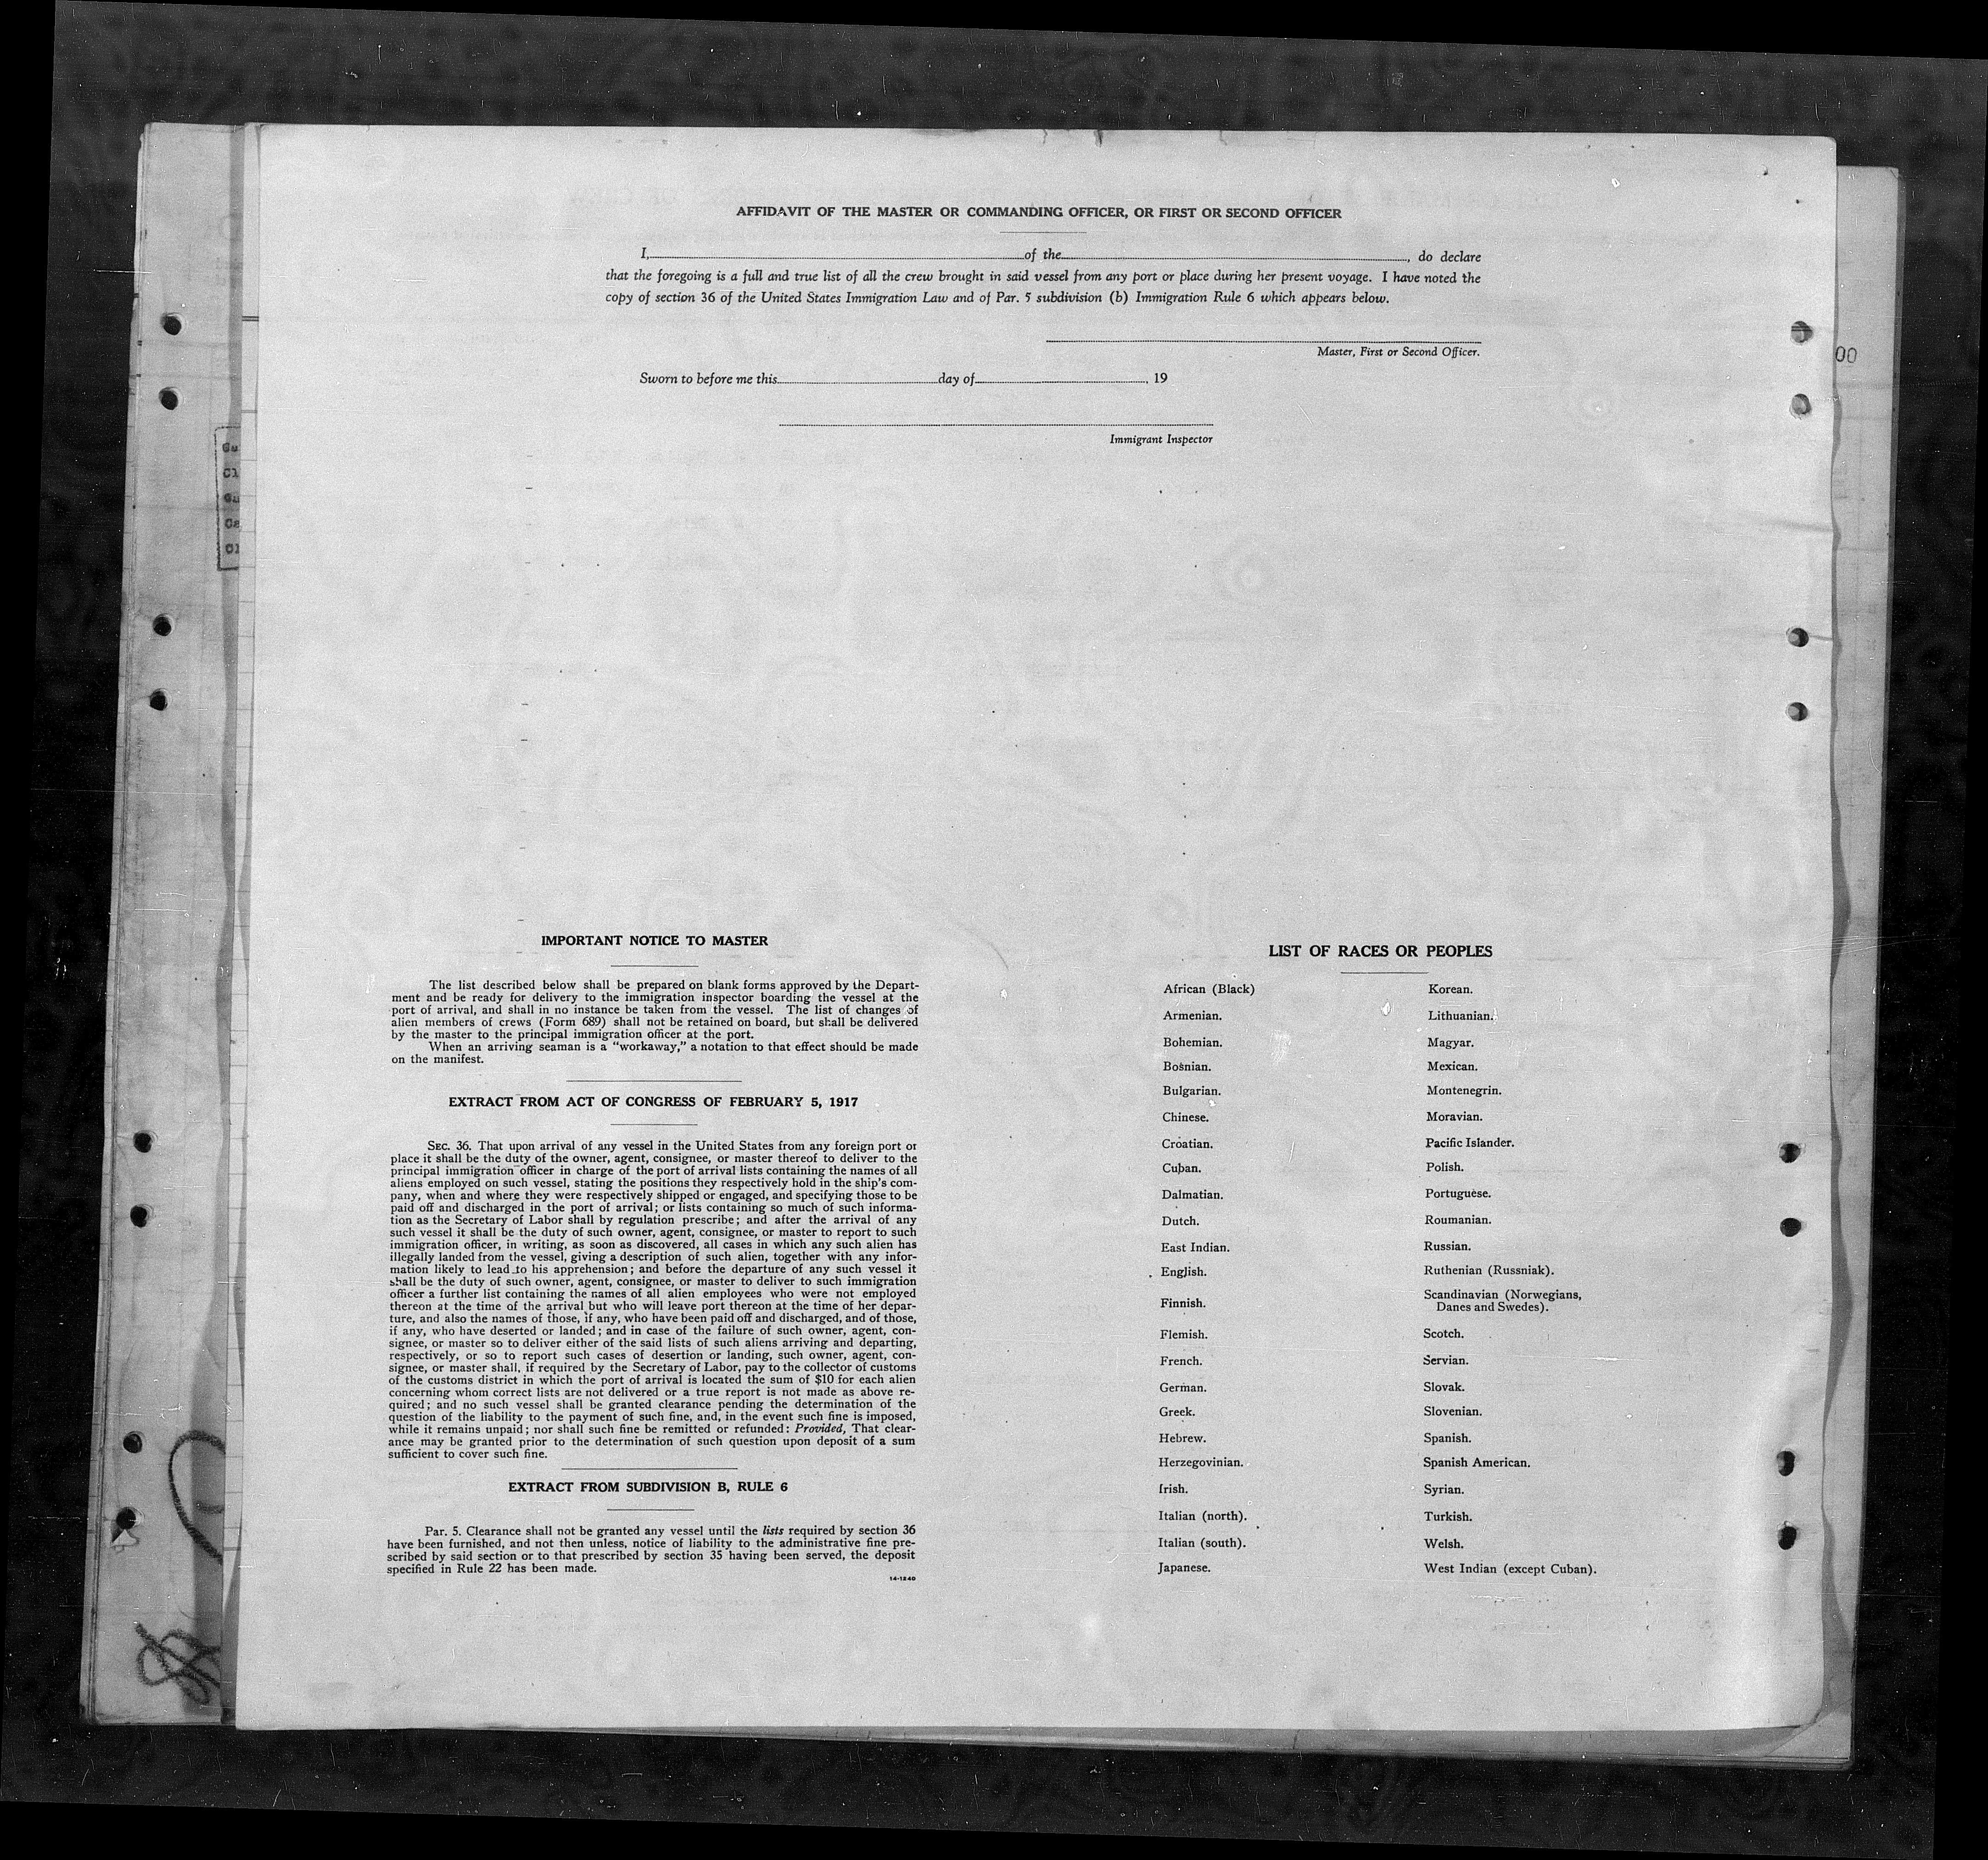 AFFIDAVIT OF THE MASTER OR COMMANDING OFFICER, OR FIRST OR SECOND OFFICER
I, of the , do declare
that the foregoing is a full and true list of all the crew brought in said vessel from any port or place during her present voyage. I have noted the
copy of section 36 of the United States Immigration Law and of Par. 5 subdivision (b) Immigration Rule 6 which appears below.
Master, First or Second Officer.
Sworn to before me this day of , 19
Immigrant Inspector
00
Gu
Cl
Gu
Ca
Cl
IMPORTANT NOTICE TO MASTER
The list described below shall be prepared on blank forms approved by the Depart-
ment and be ready for delivery to the immigration inspector boarding the vessel at the
port of arrival, and shall in no instance be taken from the vessel. The list of changes of
alien members of crews (Form 689) shall not be retained on board, but shall be delivered
by the master to the principal immigration officer at the port.
When an arriving seaman is a "workaway," a notation to that effect should be made
on the manifest.
EXTRACT FROM ACT OF CONGRESS OF FEBRUARY 5, 1917
SEC. 36. That upon arrival of any vessel in the United States from any foreign port or
place it shall be the duty of the owner, agent, consignee, or master thereof to deliver to the
principal immigration officer in charge of the port of arrival lists containing the names of all
aliens employed on such vessel, stating the positions they respectively hold in the ship's com-
pany, when and where they were respectively shipped or engaged, and specifying those to be
paid off and discharged in the port of arrival; or lists containing so much of such informa-
tion as the Secretary of Labor shall by regulation prescribe; and after the arrival of any
such vessel it shall be the duty of such owner, agent, consignee, or master to report to such
immigration officer, in writing, as soon as discovered, all cases in which any such alien has
illegally landed from the vessel, giving a description of such alien, together with any infor-
mation likely to lead to his apprehension; and before the departure of any such vessel it
shall be the duty of such owner, agent, consignee, or master to deliver to such immigration
officer a further list containing the names of all alien employees who were not employed
thereon at the time of the arrival but who will leave port thereon at the time of her depar-
ture, and also the names of those, if any, who have been paid off and discharged, and of those,
if any, who have deserted or landed; and in case of the failure of such owner, agent, con-
signee, or master so to deliver either of the said lists of such aliens arriving and departing,
respectively, or so to report such cases of desertion or landing, such owner, agent, con-
signee, or master shall, if required by the Secretary of Labor, pay to the collector of customs
of the customs district in which the port of arrival is located the sum of $10 for each alien
concerning whom correct lists are not delivered or a true report is not made as above re-
quired; and no such vessel shall be granted clearance pending the determination of the
question of the liability to the payment of such fine, and, in the event such fine is imposed,
while it remains unpaid; nor shall such fine be remitted or refunded: Provided, That clear-
ance may be granted prior to the determination of such question upon deposit of a sum
sufficient to cover such fine.
EXTRACT FROM SUBDIVISION B, RULE 6
Par. 5. Clearance shall not be granted any vessel until the lists required by section 36
have been furnished, and not then unless, notice of liability to the administrative fine pre-
scribed by said section or to that prescribed by section 35 having been served, the deposit
specified in Rule 22 has been made.
14-1240
LIST OF RACES OR PEOPLES
African (Black)
Armenian.
Bohemian.
Bosnian.
Bulgarian.
Chinese.
Croatian.
Cuban.
Dalmatian.
Dutch.
East Indian.
English.
Finnish.
Flemish.
French.
German.
Greek.
Hebrew.
Herzegovinian.
Irish.
Italian (north).
Italian (south).
Japanese.
Korean.
Lithuanian.
Magyar.
Mexican.
Montenegrin.
Moravian.
Pacific Islander.
Polish.
Portuguese.
Roumanian.
Russian.
Ruthenian (Russniak).
Scandinavian (Norwegians,
Danes and Swedes).
Scotch.
Servian.
Slovak.
Slovenian.
Spanish.
Spanish American.
Syrian.
Turkish.
Welsh.
West Indian (except Cuban).